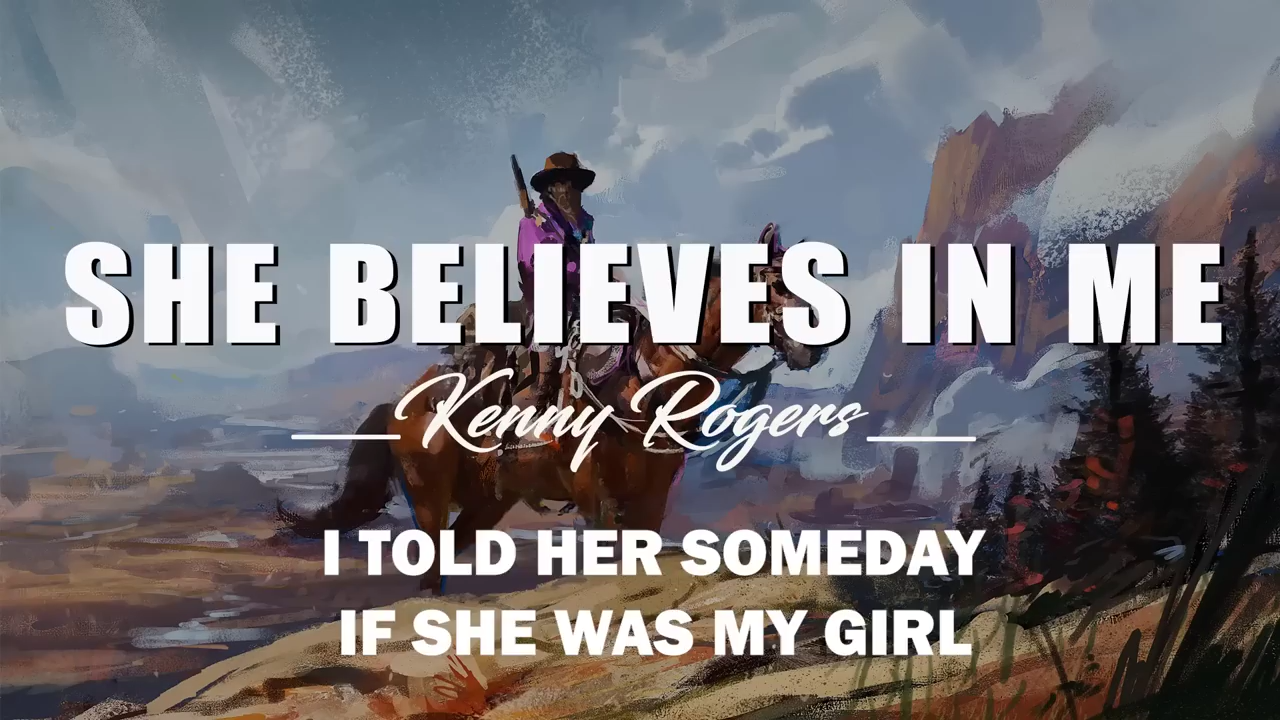 SHE BELIEVES IN ME
Kenny Rogers
I TOLD HER SOMEDAY
IF SHE WAS MY GIRL